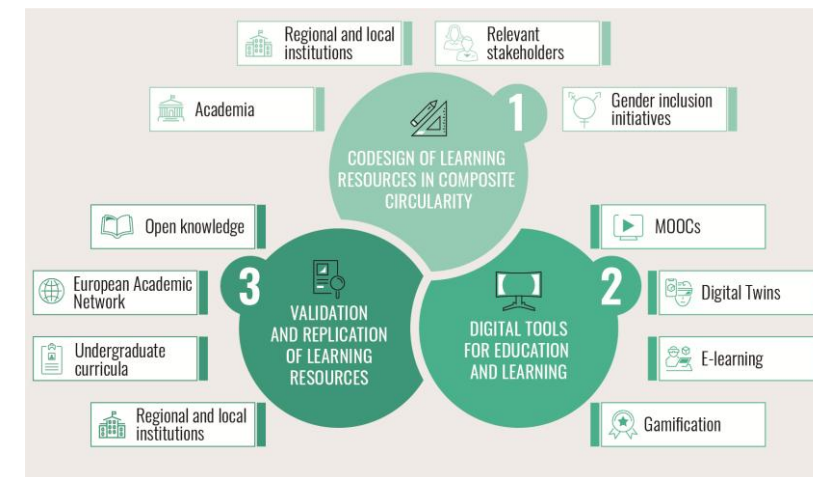 Regional and local
institutions
Relevant
stakeholders
Academia
Gender inclusion
initiatives
1
CODESIGN OF LEARNING
RESOURCES IN COMPOSITE
CIRCULARITY
Open knowledge
European Academic
Network
Undergraduate
curricula
Regional and local
institutions
3
VALIDATION
AND REPLICATION
OF LEARNING
RESOURCES
2
DIGITAL TOOLS
FOR EDUCATION
AND LEARNING
MOOCs
Digital Twins
E-learning
Gamification